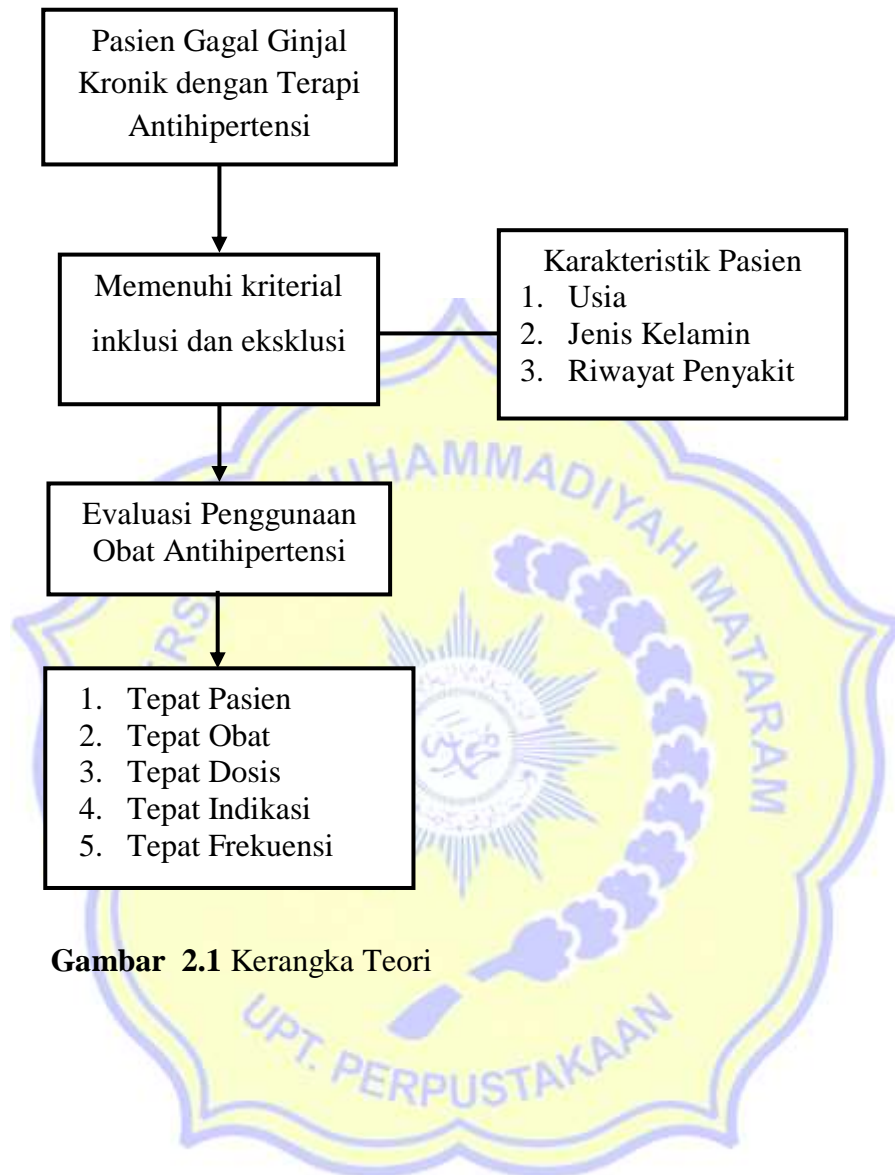 Pasien Gagal Ginjal
Kronik dengan Terapi
Antihipertensi
Memenuhi kriterial
inklusi dan eksklusi
Karakteristik Pasien
1. Usia
2. Jenis Kelamin
3. Riwayat Penyakit
Evaluasi Penggunaan
Obat Antihipertensi
1. Tepat Pasien
2. Tepat Obat
3. Tepat Dosis
4. Tepat Indikasi
5. Tepat Frekuensi
Gambar 2.1 Kerangka Teori
MUHAMMADIYAH MATARAM
UPT. PERPUSTAKAAN